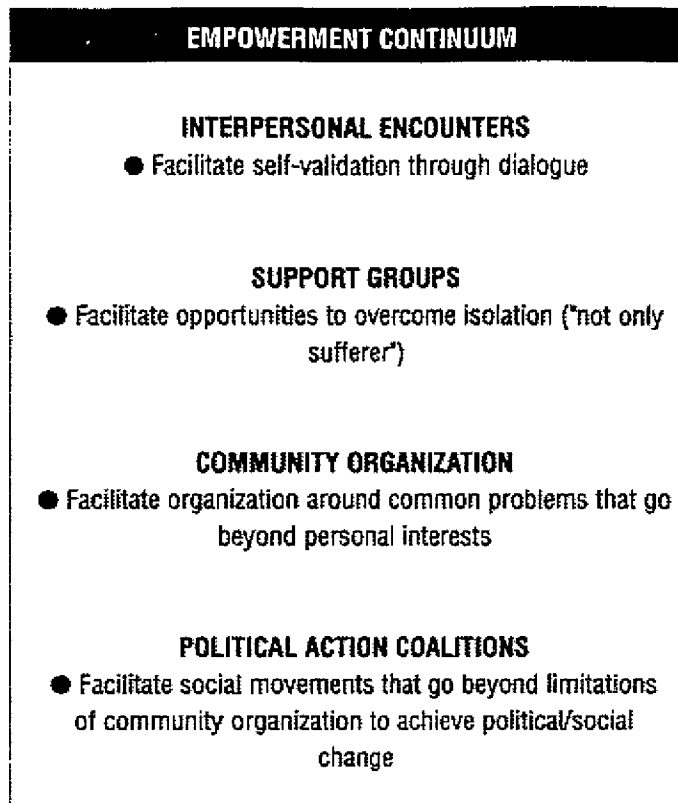 EMPOWERMENT CONTINUUM
INTERPERSONAL ENCOUNTERS
● Facilitate self-validation through dialogue
SUPPORT GROUPS
● Facilitate opportunities to overcome isolation ("not only
sufferer")
COMMUNITY ORGANIZATION
● Facilitate organization around common problems that go
beyond personal interests
POLITICAL ACTION COALITIONS
● Facilitate social movements that go beyond limitations
of community organization to achieve political/social
change